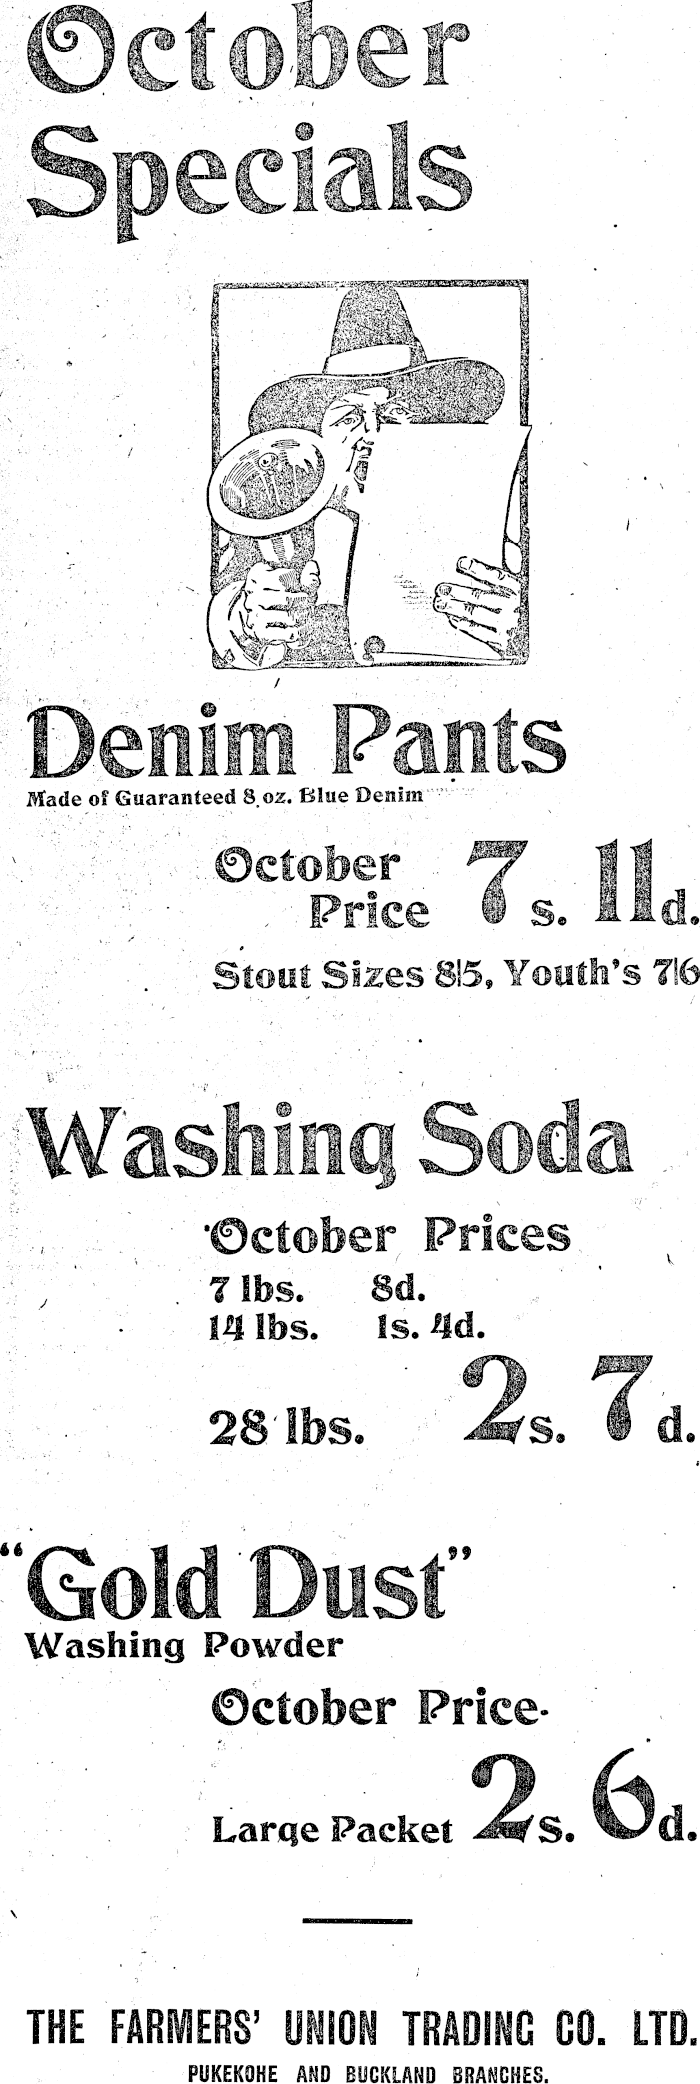 October
Specials
Denim Pants
Made of Guaranteed 8 oz. Blue Denim
October
Price 7s. 11d.
Stout Sizes 8|5, Youth's 7|6
Washing Soda
October Prices
7 lbs. 8d.
14 lbs. 1s. 4d.
28 lbs. 2s. 7d.
"Gold Dust"
Washing Powder
October Price
Large Packet 2s. 6d.
THE FARMERS' UNION TRADING CO. LTD.
PUKEKOHE AND BUCKLAND BRANCHES.